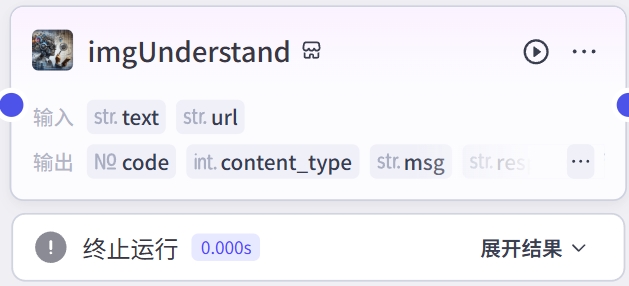 imgUnderstand
输入 str. text str. url
输出 № code int. content_type str. msg str. res ...
! 终止运行 0.000s 展开结果